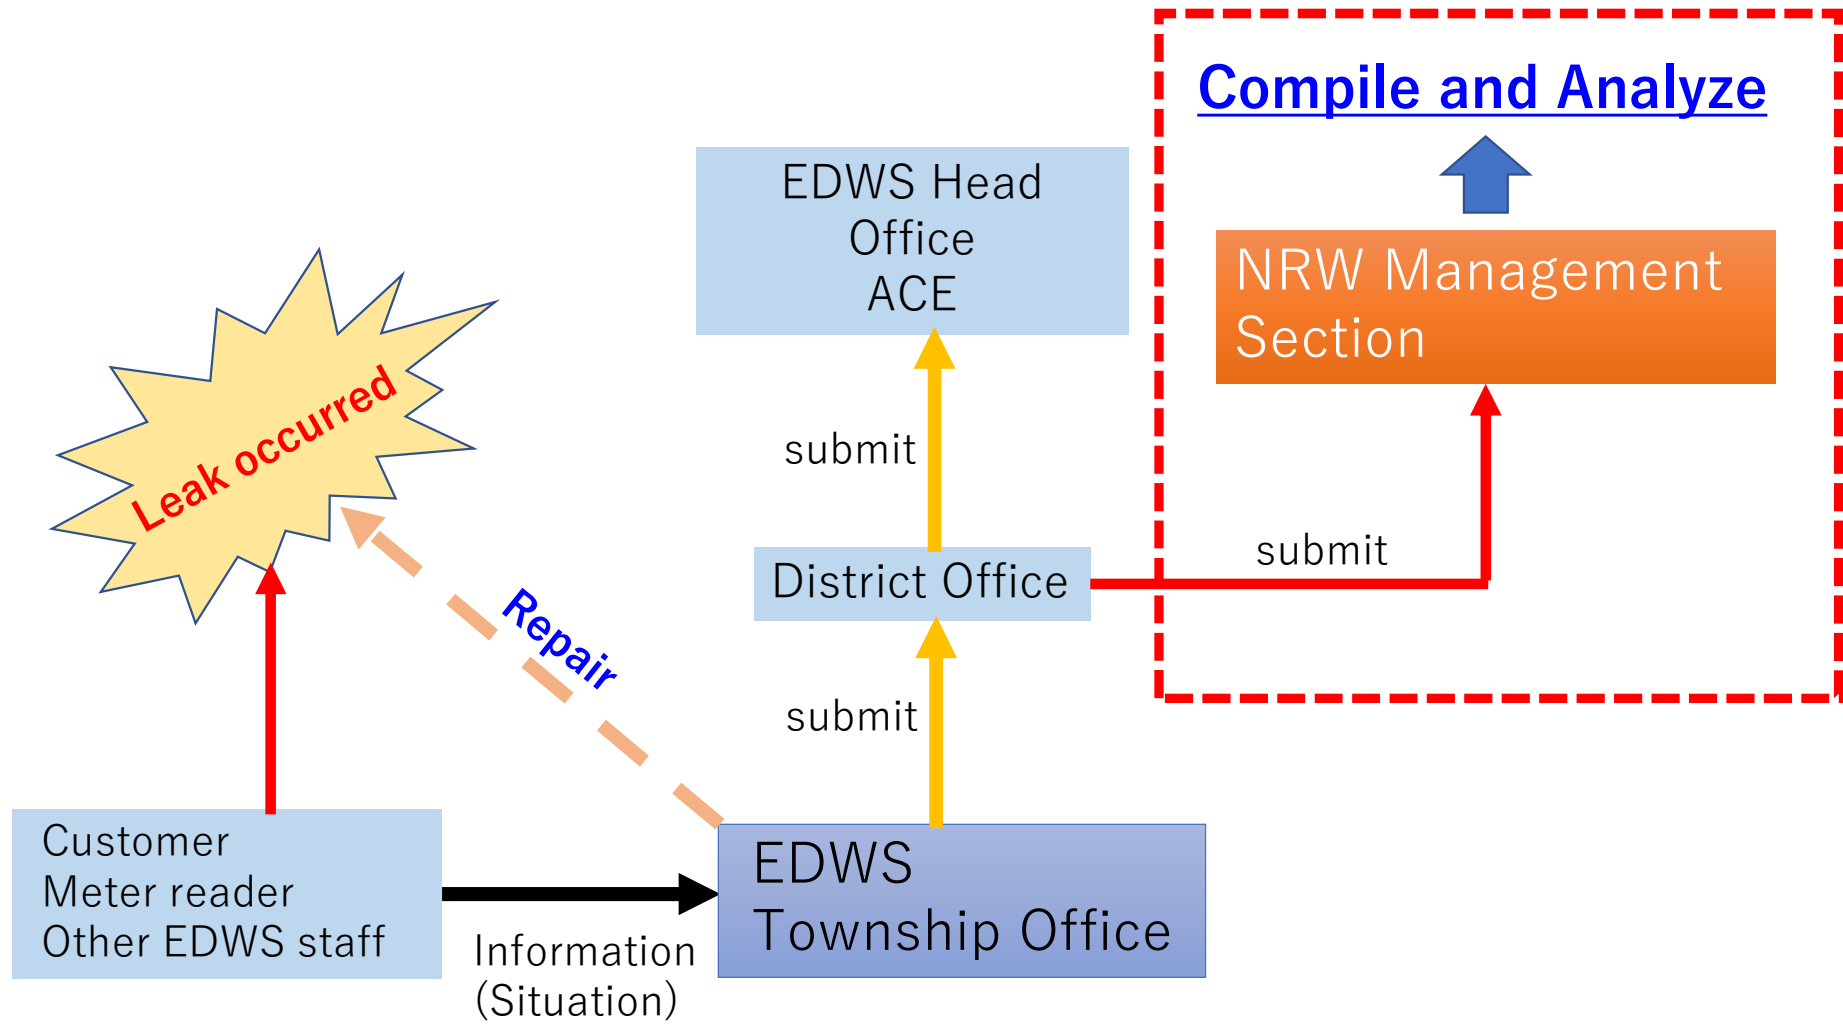 Compile and Analyze
EDWS Head
Office
ACE
NRW Management
Section
Leak occurred
submit
submit
District Office
Repair
submit
Customer
Meter reader
Other EDWS staff
EDWS
Township Office
Information
(Situation)